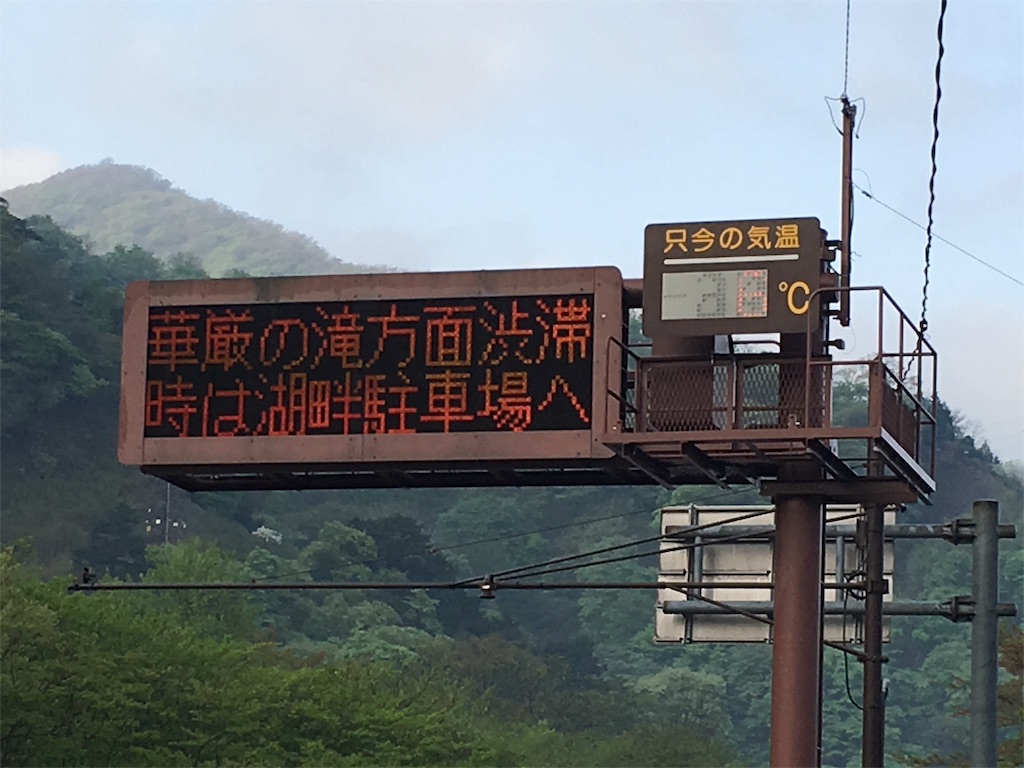 華厳の滝方面渋滞
時は湖畔駐車場へ
只今の気温
℃